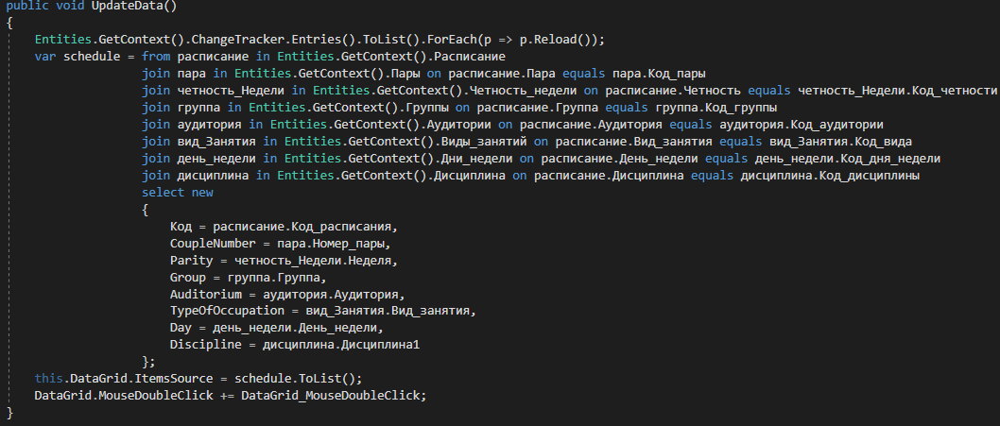 public void UpdateData()
{
Entities.GetContext().ChangeTracker.Entries().ToList().ForEach(p => p.Reload());
var schedule = from расписание in Entities.GetContext().Расписание
join пара in Entities.GetContext().Пары on расписание.Пара equals пара.Код_пары
join четность_Недели in Entities.GetContext().Четность_недели on расписание.Четность equals четность_Недели.Код_четности
join группа in Entities.GetContext().Группы on расписание.Группа equals группа.Код_группы
join аудитория in Entities.GetContext().Аудитории on расписание.Аудитория equals аудитория.Код_аудитории
join вид_Занятия in Entities.GetContext().Виды_занятий on расписание.Вид_занятия equals вид_Занятия.Код_вида
join день_недели in Entities.GetContext().Дни_недели on расписание.День_недели equals день_недели.Код_дня_недели
join дисциплина in Entities.GetContext().Дисциплина on расписание.Дисциплина equals дисциплина.Код_дисциплины
select new
{
Код = расписание.Код_расписания,
CoupleNumber = пара.Номер_пары,
Parity = четность_Недели.Неделя,
Group = группа.Группа,
Auditorium = аудитория.Аудитория,
TypeOfOccupation = вид_Занятия.Вид_занятия,
Day = день_недели.День_недели,
Discipline = дисциплина.Дисциплина1
};
this.DataGrid.ItemsSource = schedule.ToList();
DataGrid.MouseDoubleClick += DataGrid_MouseDoubleClick;
}